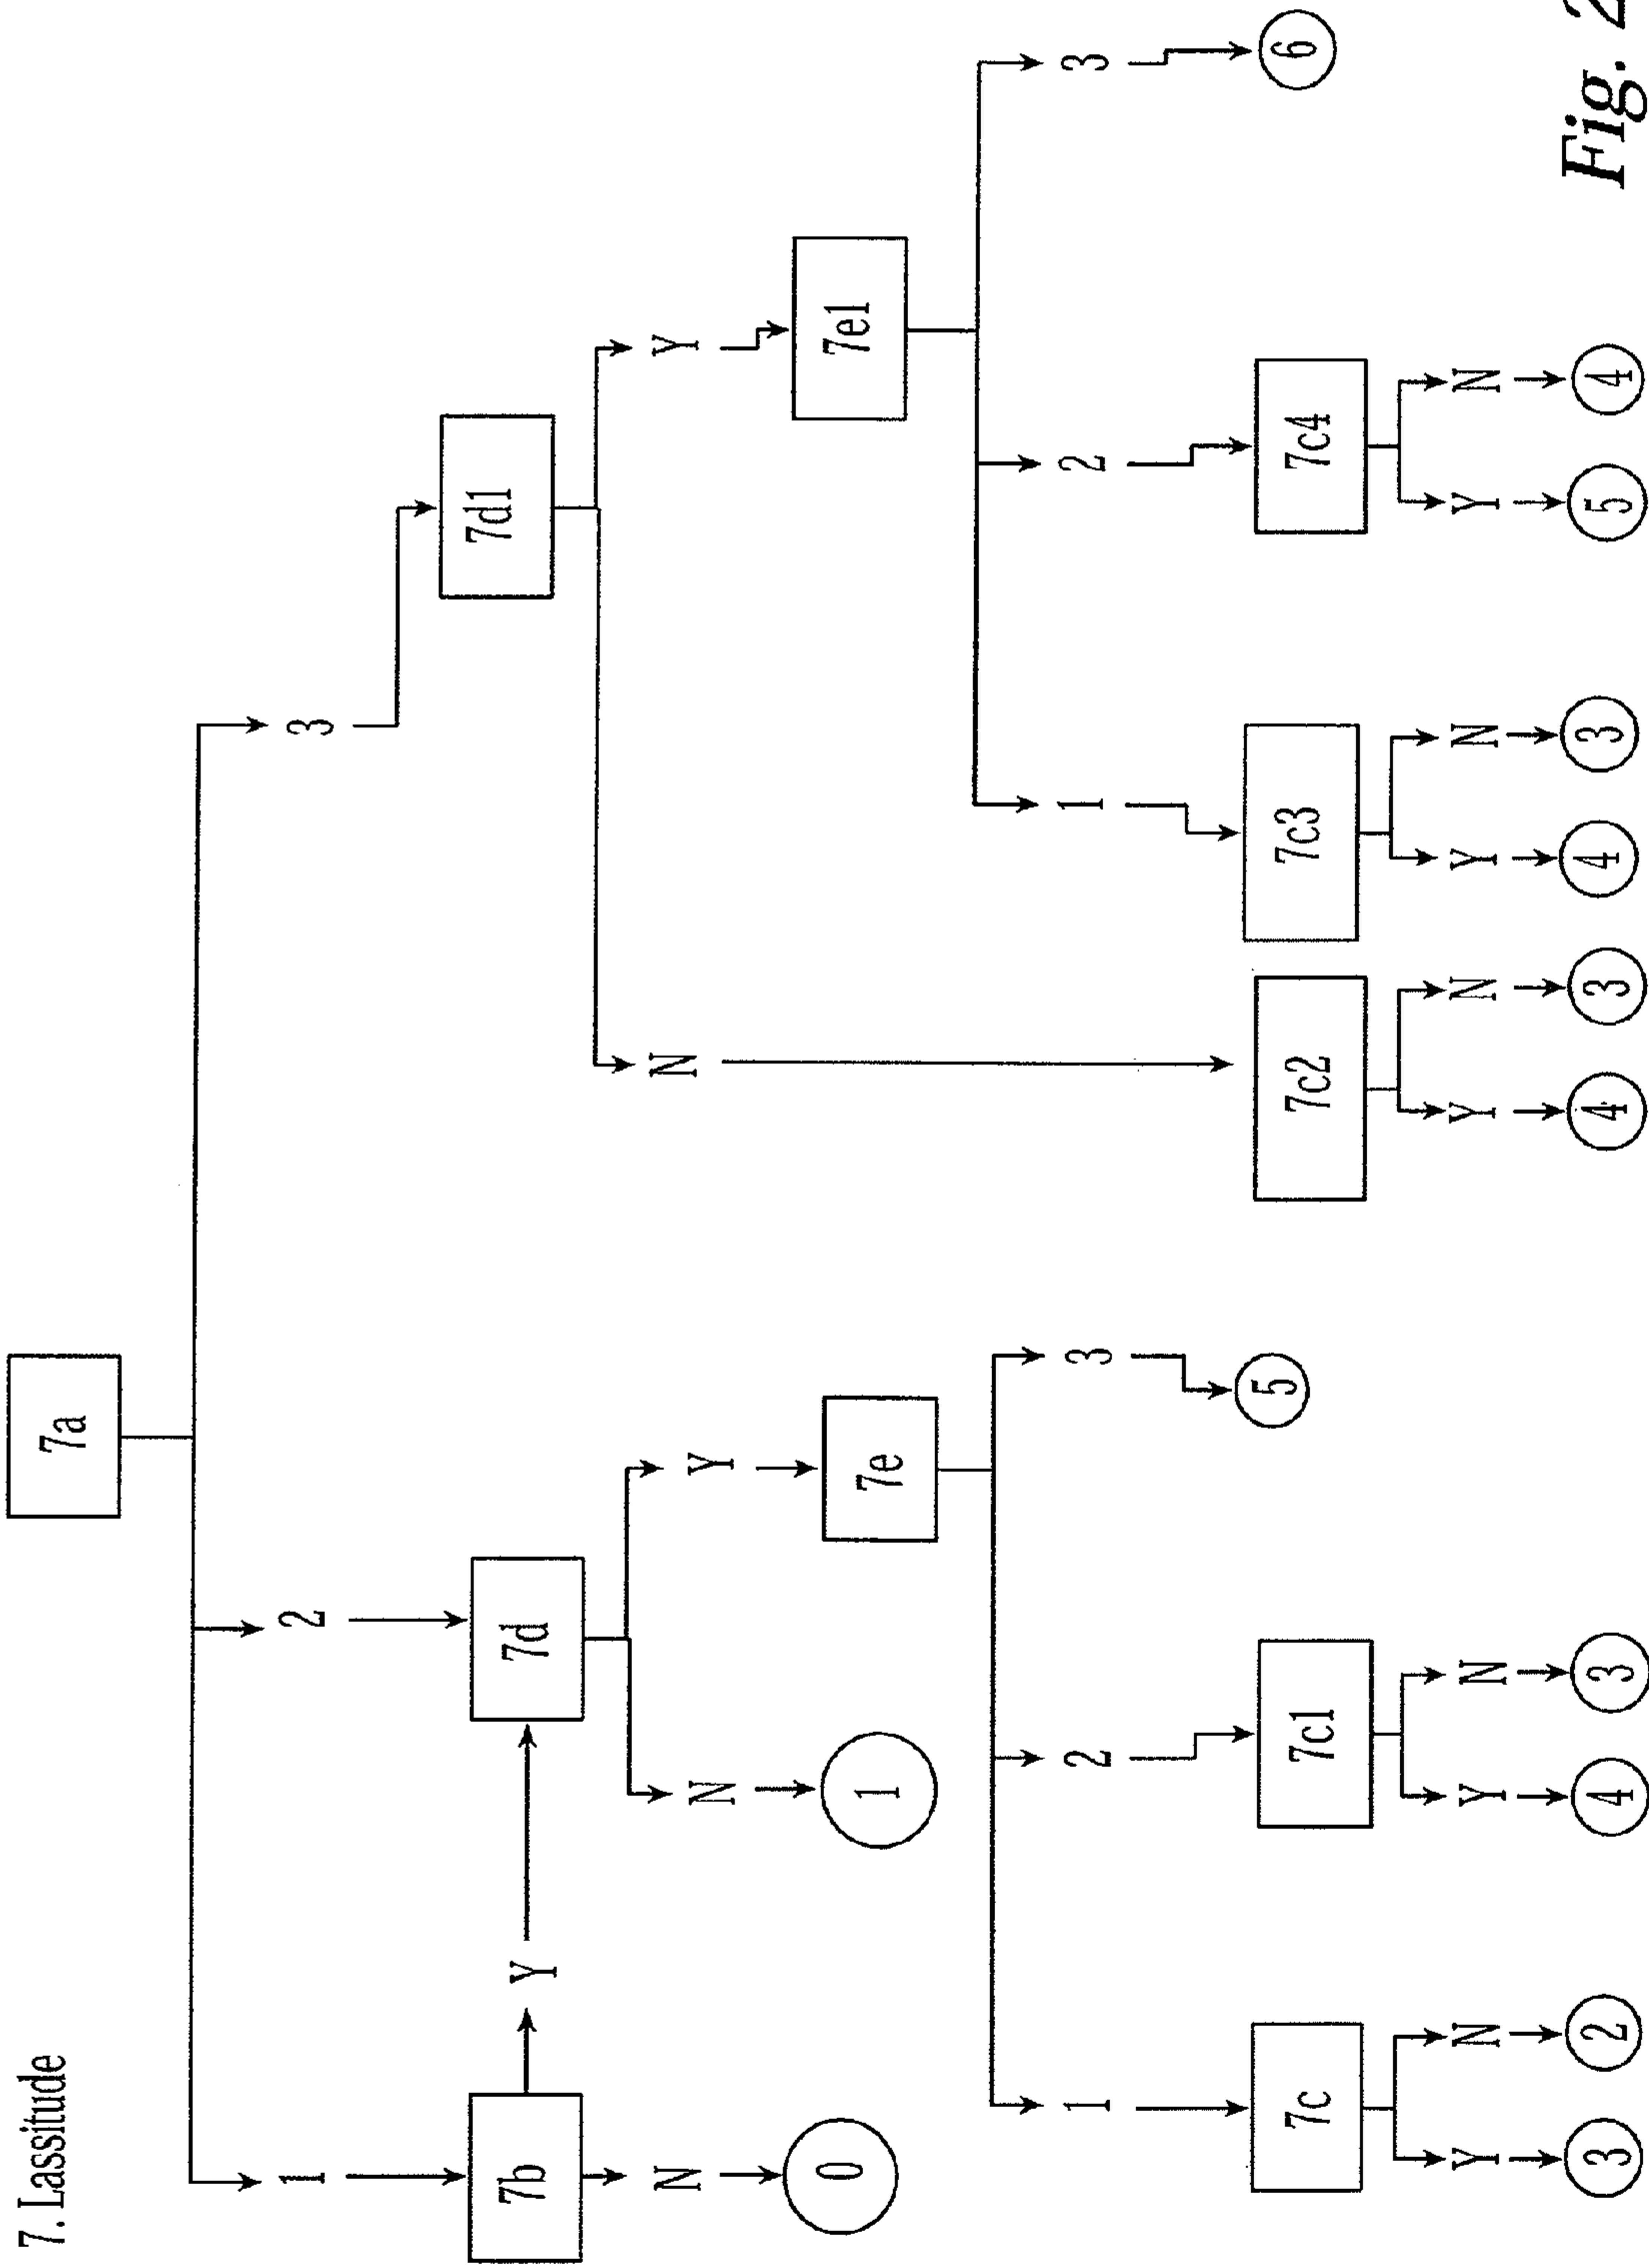 7. Lassitude
7a
1 2 3
7b Y 7d 7d1
N N Y N Y
0 1 7e 7e1
1 2 3 1 2 3
7c 7c1 5 7c2 7c3 7c4 6
Y N Y N Y N Y N Y N
3 2 4 3 4 3 4 3 5 4
Fig. 2